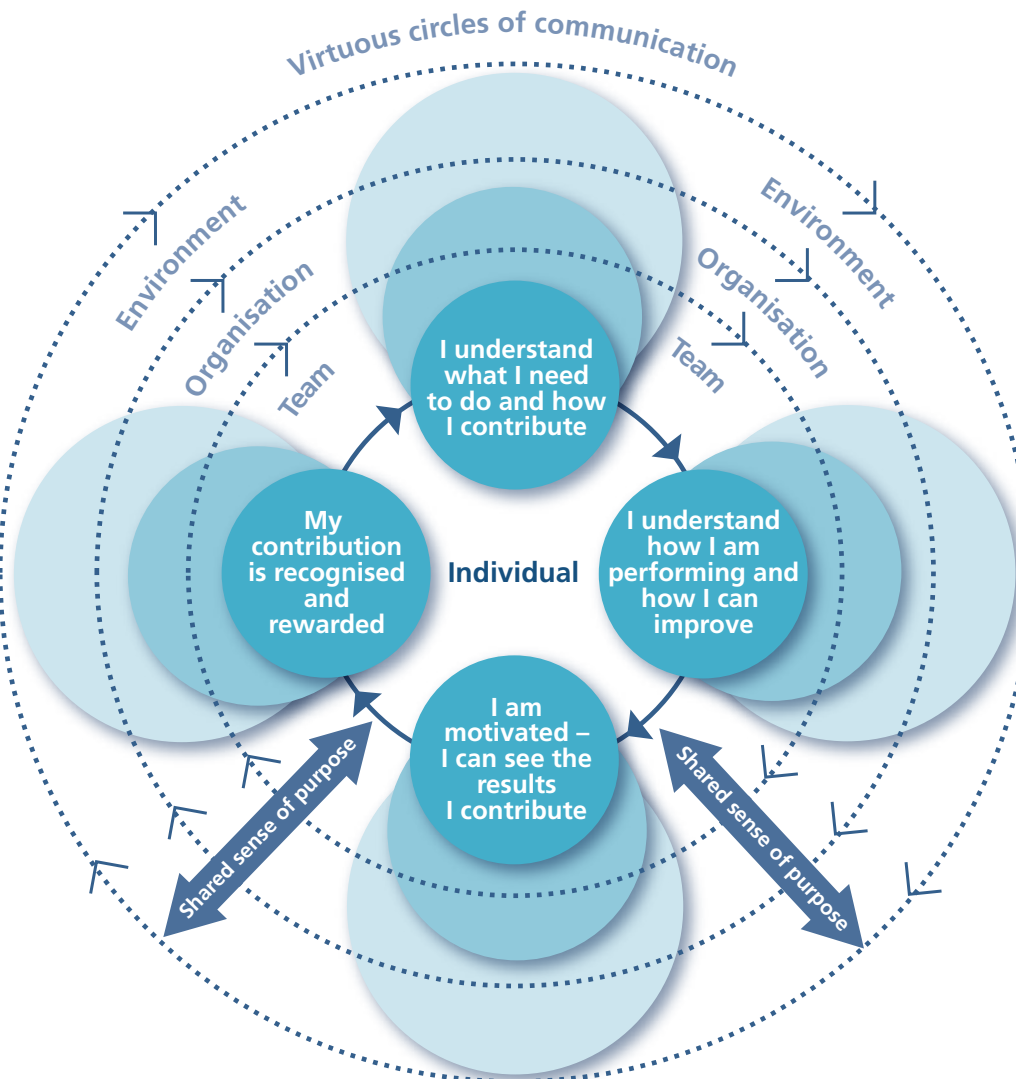 Virtuous circles of communication
Environment
Organisation
Team
Environment
Organisation
Team
I understand
what I need
to do and how
I contribute
My
contribution
is recognised
and
rewarded
Individual
I understand
how I am
performing and
how I can
improve
I am
motivated –
I can see the
results
I contribute
Shared sense of purpose
Shared sense of purpose